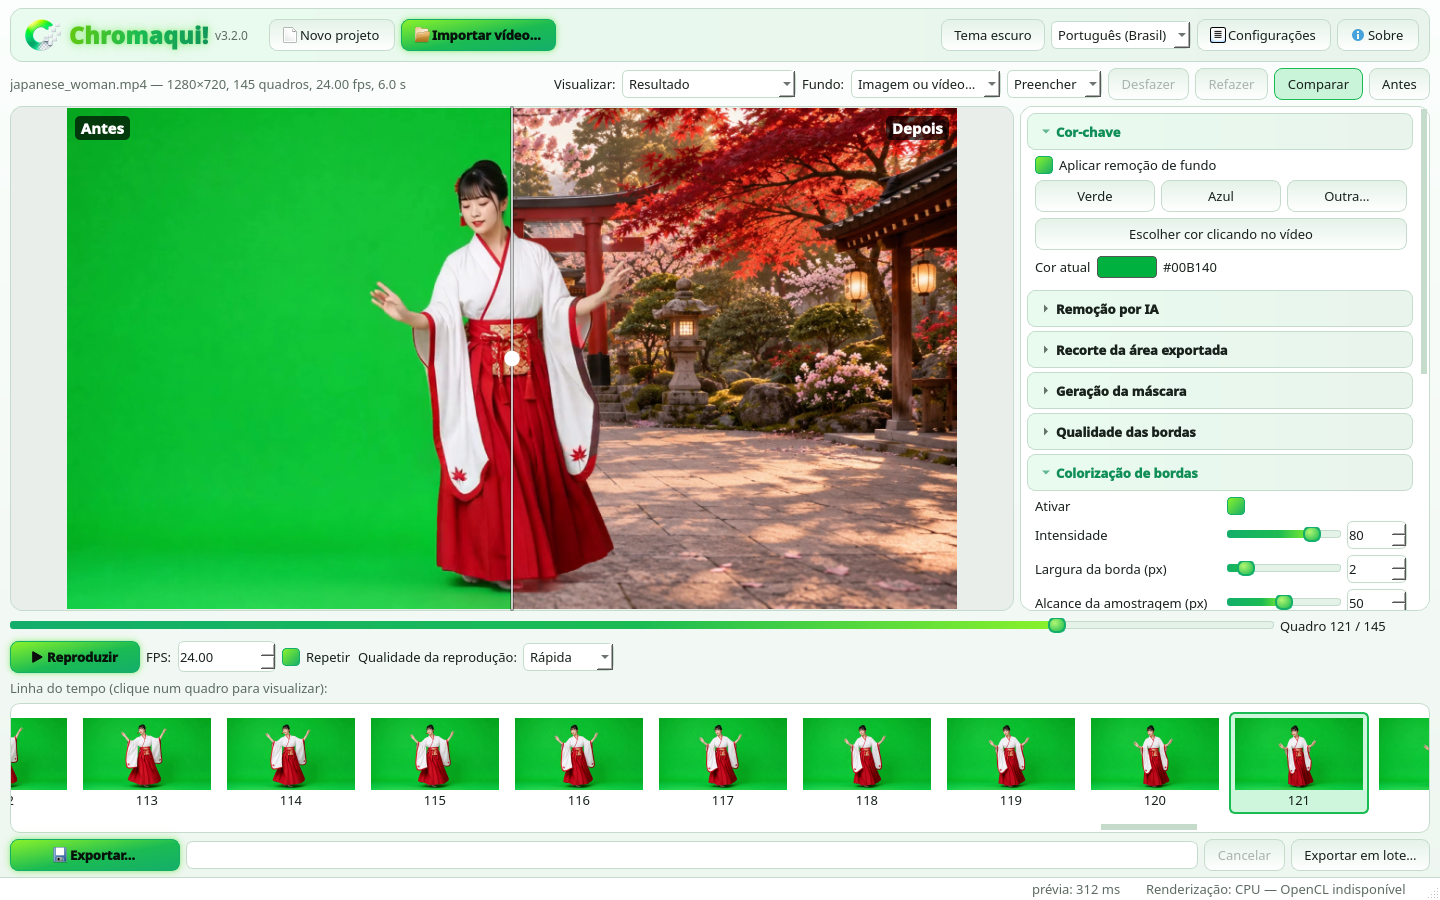 Chromaqui! v3.2.0 Novo projeto Importar vídeo... Tema escuro Português (Brasil) Configurações Sobre
japanese_woman.mp4 — 1280×720, 145 quadros, 24.00 fps, 6.0 s Visualizar: Resultado Fundo: Imagem ou vídeo... Preencher Desfazer Refazer Comparar Antes
Antes Depois
Cor-chave
Aplicar remoção de fundo
Verde Azul Outra...
Escolher cor clicando no vídeo
Cor atual #00B140
Remoção por IA
Recorte da área exportada
Geração da máscara
Qualidade das bordas
Colorização de bordas
Ativar
Intensidade 80
Largura da borda (px) 2
Alcance da amostragem (px) 50
Quadro 121 / 145
Reproduzir FPS: 24.00 Repetir Qualidade da reprodução: Rápida
Linha do tempo (clique num quadro para visualizar):
2 113 114 115 116 117 118 119 120 121
Exportar... Cancelar Exportar em lote...
prévia: 312 ms Renderização: CPU — OpenCL indisponível